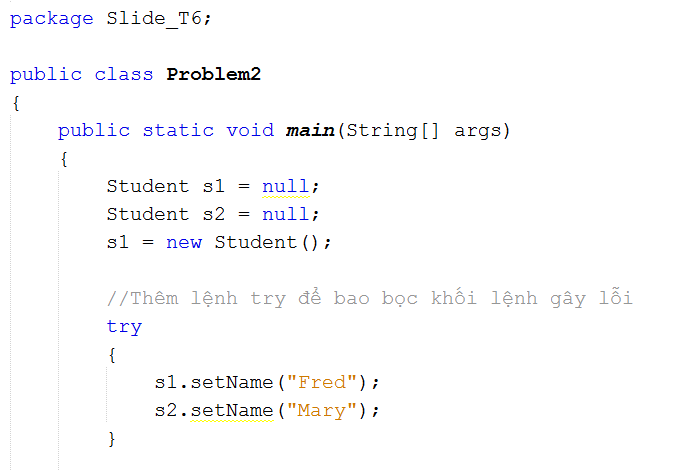 package Slide_T6;
public class Problem2
{
public static void main(String[] args)
{
Student s1 = null;
Student s2 = null;
s1 = new Student();
//Thêm lệnh try để bao bọc khối lệnh gây lỗi
try
{
s1.setName("Fred");
s2.setName("Mary");
}